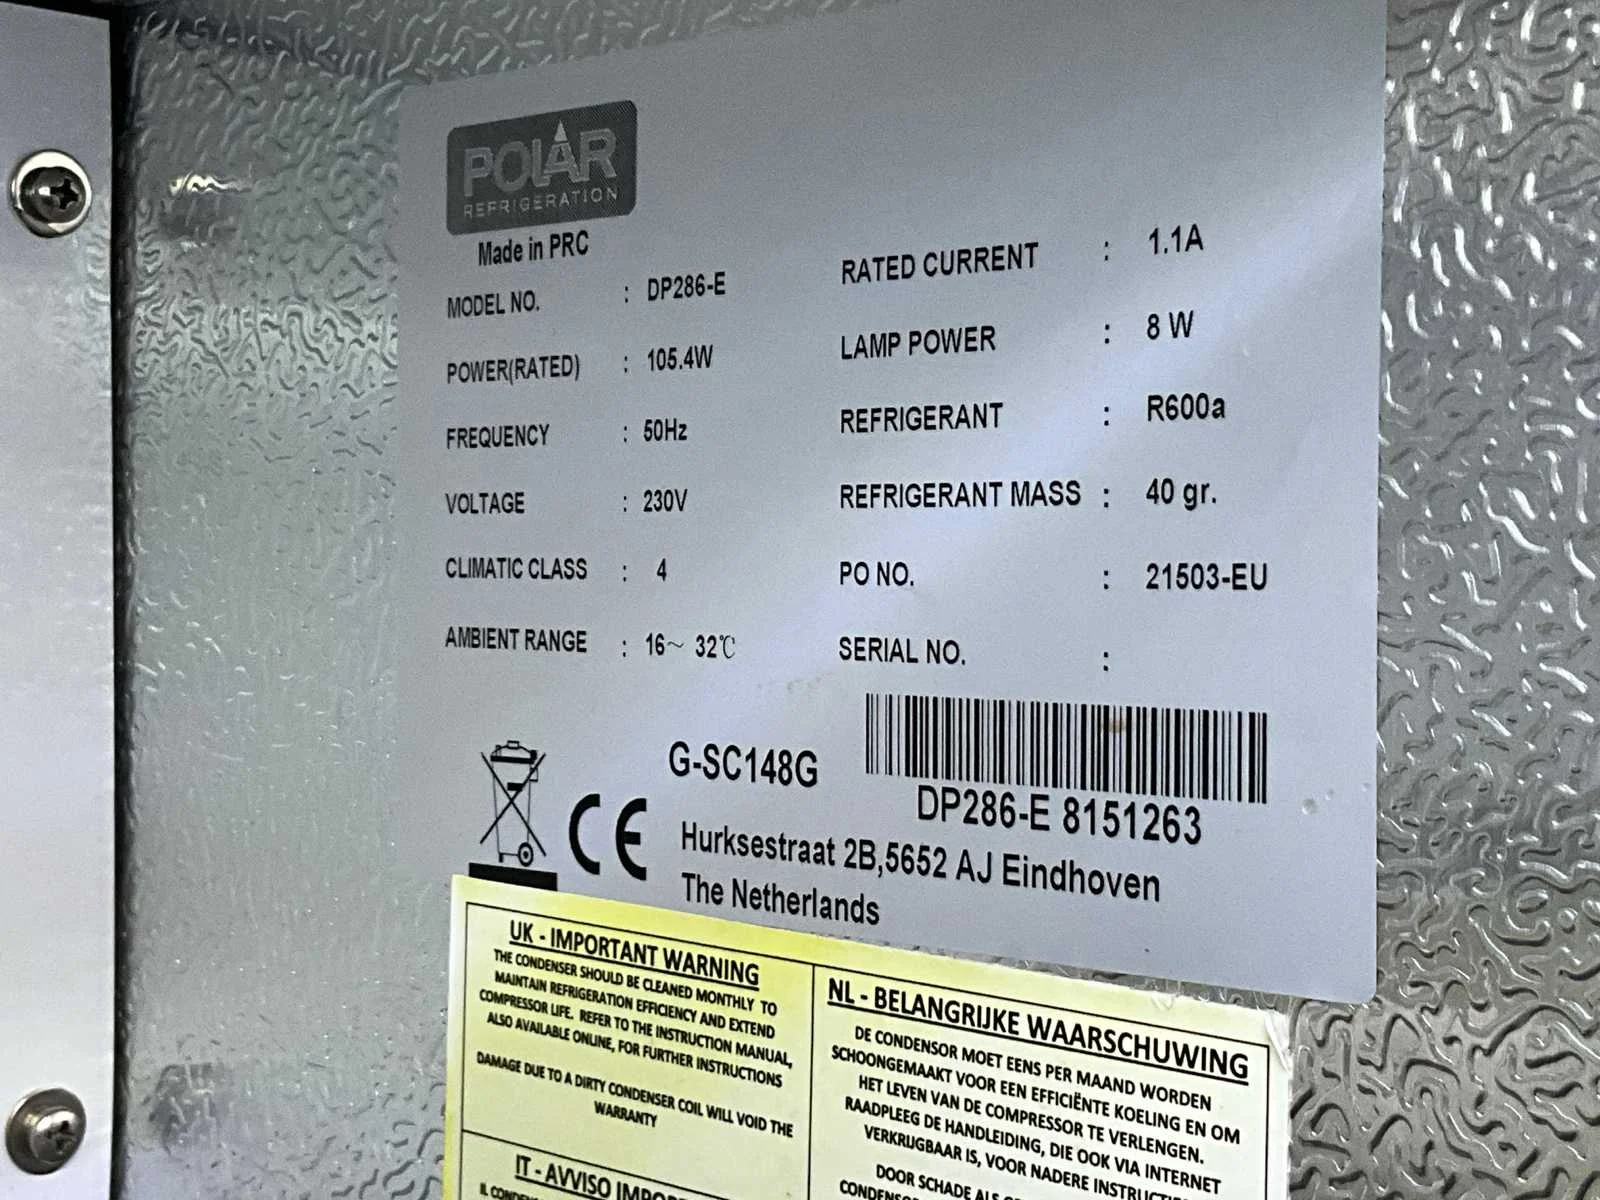 POLAR
REFRIGERATION
Made in PRC
MODEL NO. : DP286-E
POWER(RATED) : 105.4W
FREQUENCY : 50Hz
VOLTAGE : 230V
CLIMATIC CLASS : 4
AMBIENT RANGE : 16~ 32℃
RATED CURRENT : 1.1A
LAMP POWER : 8 W
REFRIGERANT : R600a
REFRIGERANT MASS : 40 gr.
PO NO. : 21503-EU
SERIAL NO. :
DP286-E 8151263
G-SC148G
CE
Hurksestraat 2B,5652 AJ Eindhoven
The Netherlands
UK - IMPORTANT WARNING
THE CONDENSER SHOULD BE CLEANED MONTHLY TO
MAINTAIN REFRIGERATION EFFICIENCY AND EXTEND
COMPRESSOR LIFE. REFER TO THE INSTRUCTION MANUAL,
ALSO AVAILABLE ONLINE, FOR FURTHER INSTRUCTIONS
DAMAGE DUE TO A DIRTY CONDENSER COIL WILL VOID THE
WARRANTY
NL - BELANGRIJKE WAARSCHUWING
DE CONDENSOR MOET EENS PER MAAND WORDEN
SCHOONGEMAAKT VOOR EEN EFFICIËNTE KOELING EN OM
HET LEVEN VAN DE COMPRESSOR TE VERLENGEN.
RAADPLEEG DE HANDLEIDING, DIE OOK VIA INTERNET
VERKRIJGBAAR IS, VOOR NADERE
DOOR SCHADE ALS
IT - AVVISO
IL